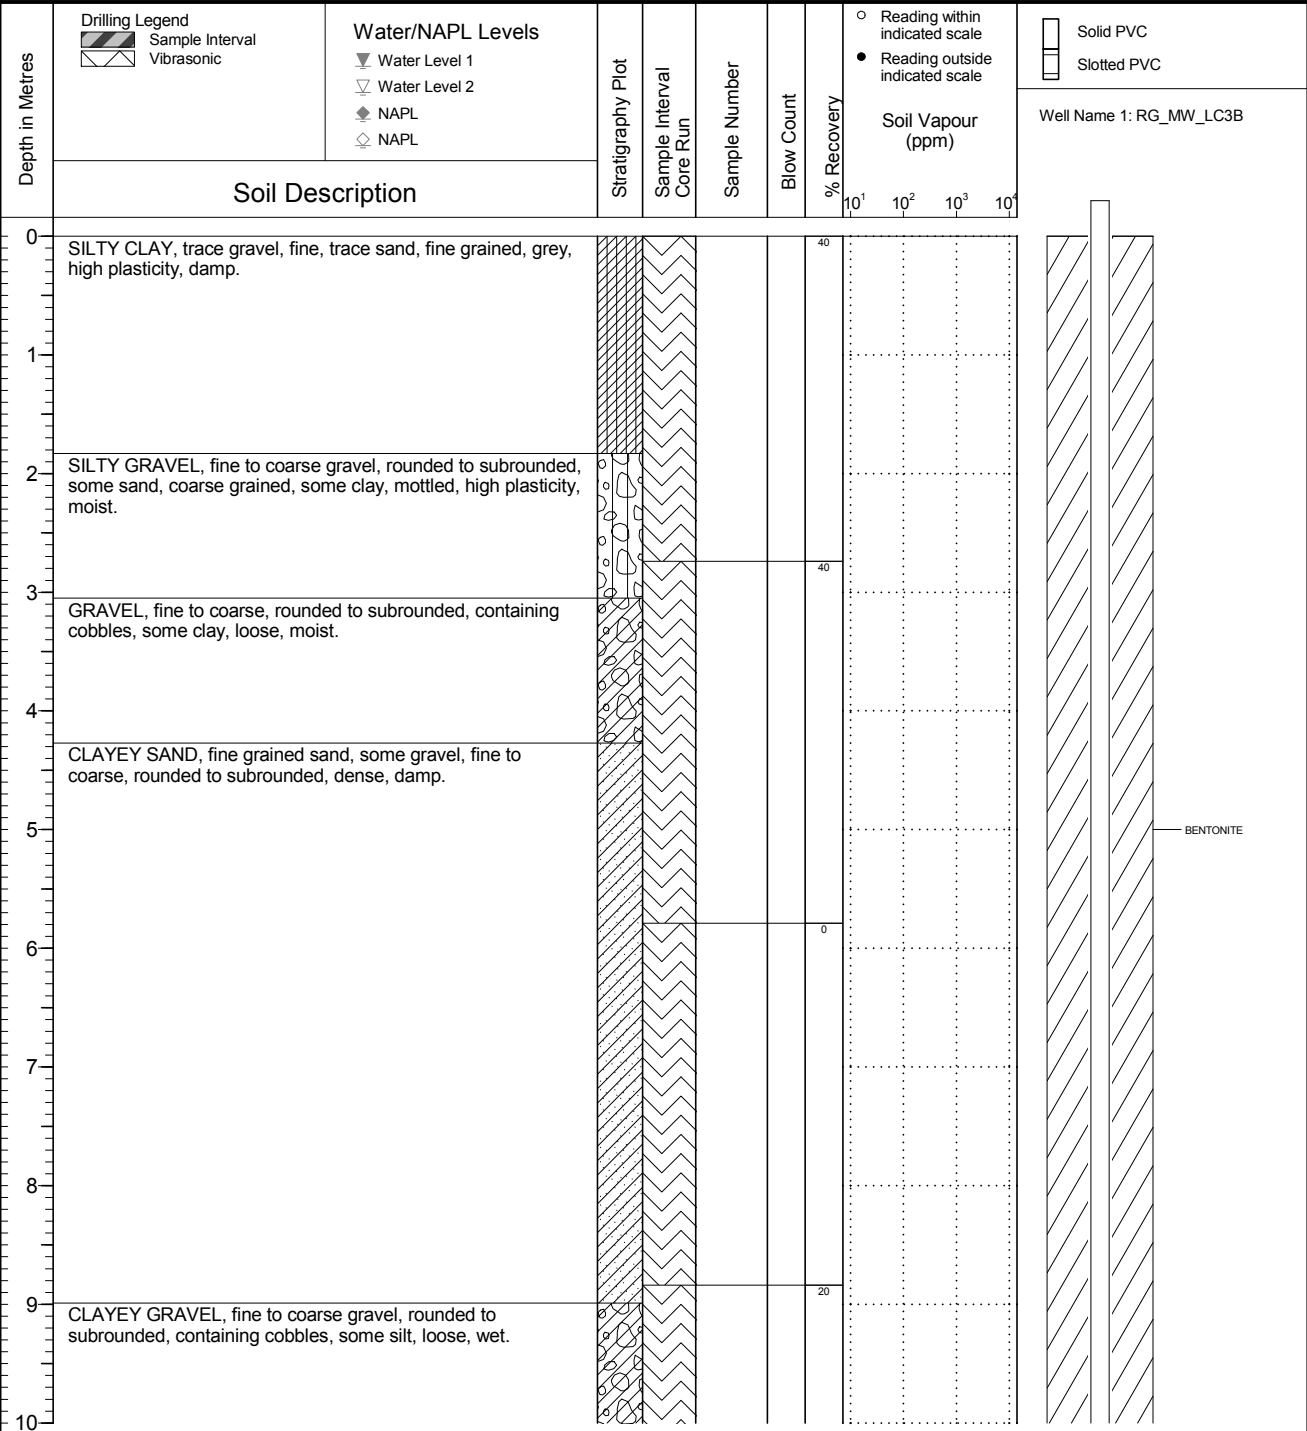 Depth in Metres
Drilling Legend
Sample Interval
Vibrasonic
Water/NAPL Levels
Water Level 1
Water Level 2
NAPL
NAPL
Soil Description
Stratigraphy Plot
Sample Interval
Core Run
Sample Number
Blow Count
% Recovery
Reading within
indicated scale
Reading outside
indicated scale
Soil Vapour
(ppm)
10¹ 10² 10³ 10⁴
Solid PVC
Slotted PVC
Well Name 1: RG_MW_LC3B
0
SILTY CLAY, trace gravel, fine, trace sand, fine grained, grey,
high plasticity, damp.
40
1
SILTY GRAVEL, fine to coarse gravel, rounded to subrounded,
some sand, coarse grained, some clay, mottled, high plasticity,
moist.
2
40
3
GRAVEL, fine to coarse, rounded to subrounded, containing
cobbles, some clay, loose, moist.
4
CLAYEY SAND, fine grained sand, some gravel, fine to
coarse, rounded to subrounded, dense, damp.
5
BENTONITE
0
6
7
8
20
9
CLAYEY GRAVEL, fine to coarse gravel, rounded to
subrounded, containing cobbles, some silt, loose, wet.
10